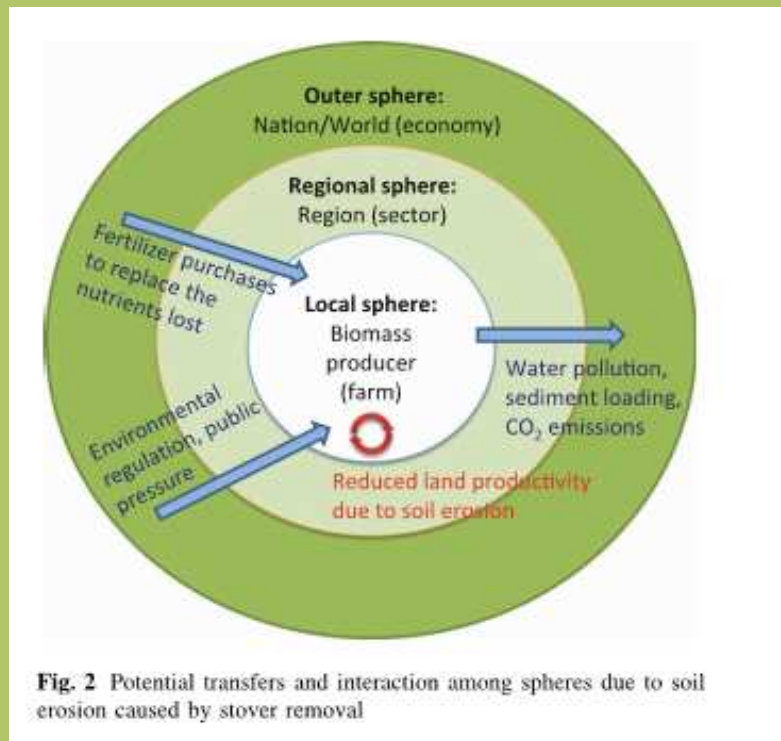 Outer sphere:
Nation/World (economy)
Regional sphere:
Region (sector)
Fertilizer purchases
to replace the
nutrients lost
Local sphere:
Biomass
producer
(farm)
Water pollution,
sediment loading,
CO₂ emissions
Environmental
regulation, public
pressure
Reduced land productivity
due to soil erosion
Fig. 2 Potential transfers and interaction among spheres due to soil
erosion caused by stover removal